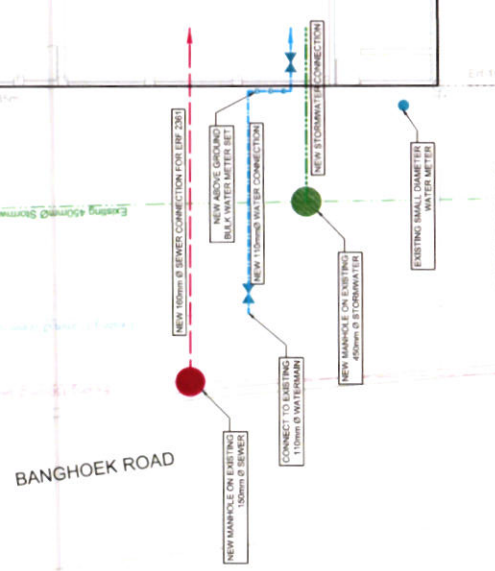 NEW 160mm Ø SEWER CONNECTION FOR ERF 2361
NEW ABOVE GROUND
BULK WATER METER SET
NEW 110mmØ WATER CONNECTION
NEW STORMWATER CONNECTION
EXISTING SMALL DIAMETER
WATER METER
Existing 450mm Ø Stormw
NEW MANHOLE ON EXISTING
450mm Ø STORMWATER
CONNECT TO EXISTING
110mm Ø WATERMAIN
NEW MANHOLE ON EXISTING
150mm Ø SEWER
BANGHOEK ROAD